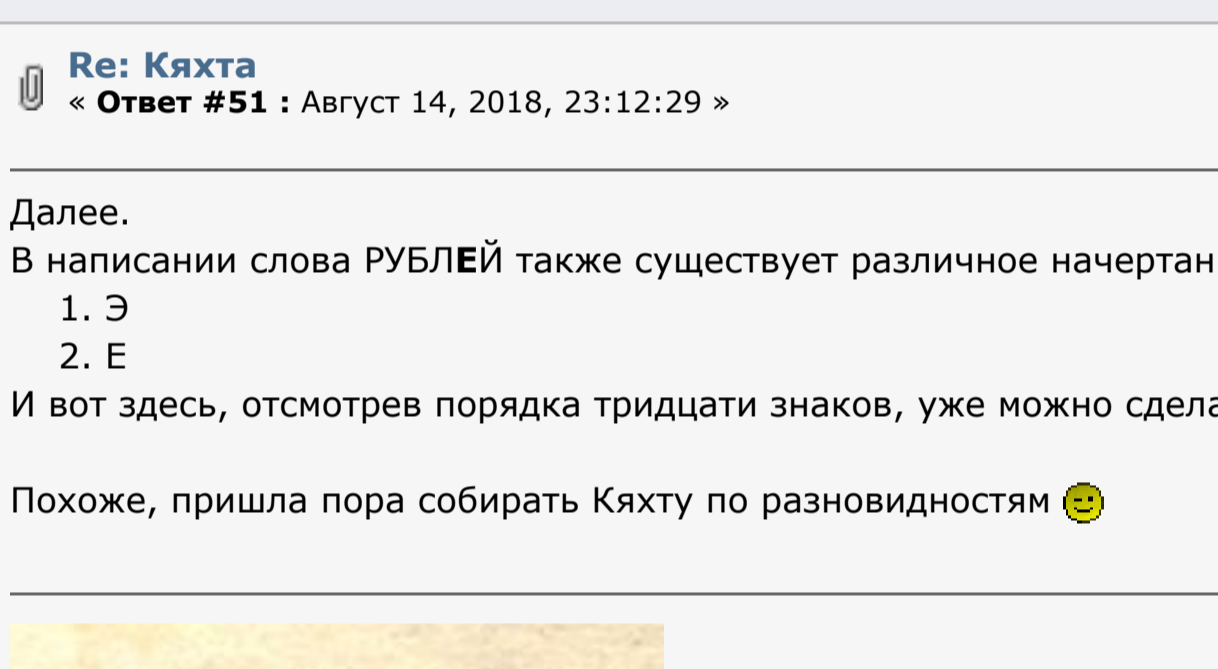 Re: Кяхта
« Ответ #51 : Август 14, 2018, 23:12:29 »
Далее.
В написании слова РУБЛЕЙ также существует различное
1. Э
2. Е
И вот здесь, отсмотрев порядка тридцати знаков, уже можно
Похоже, пришла пора собирать Кяхту по разновидностям